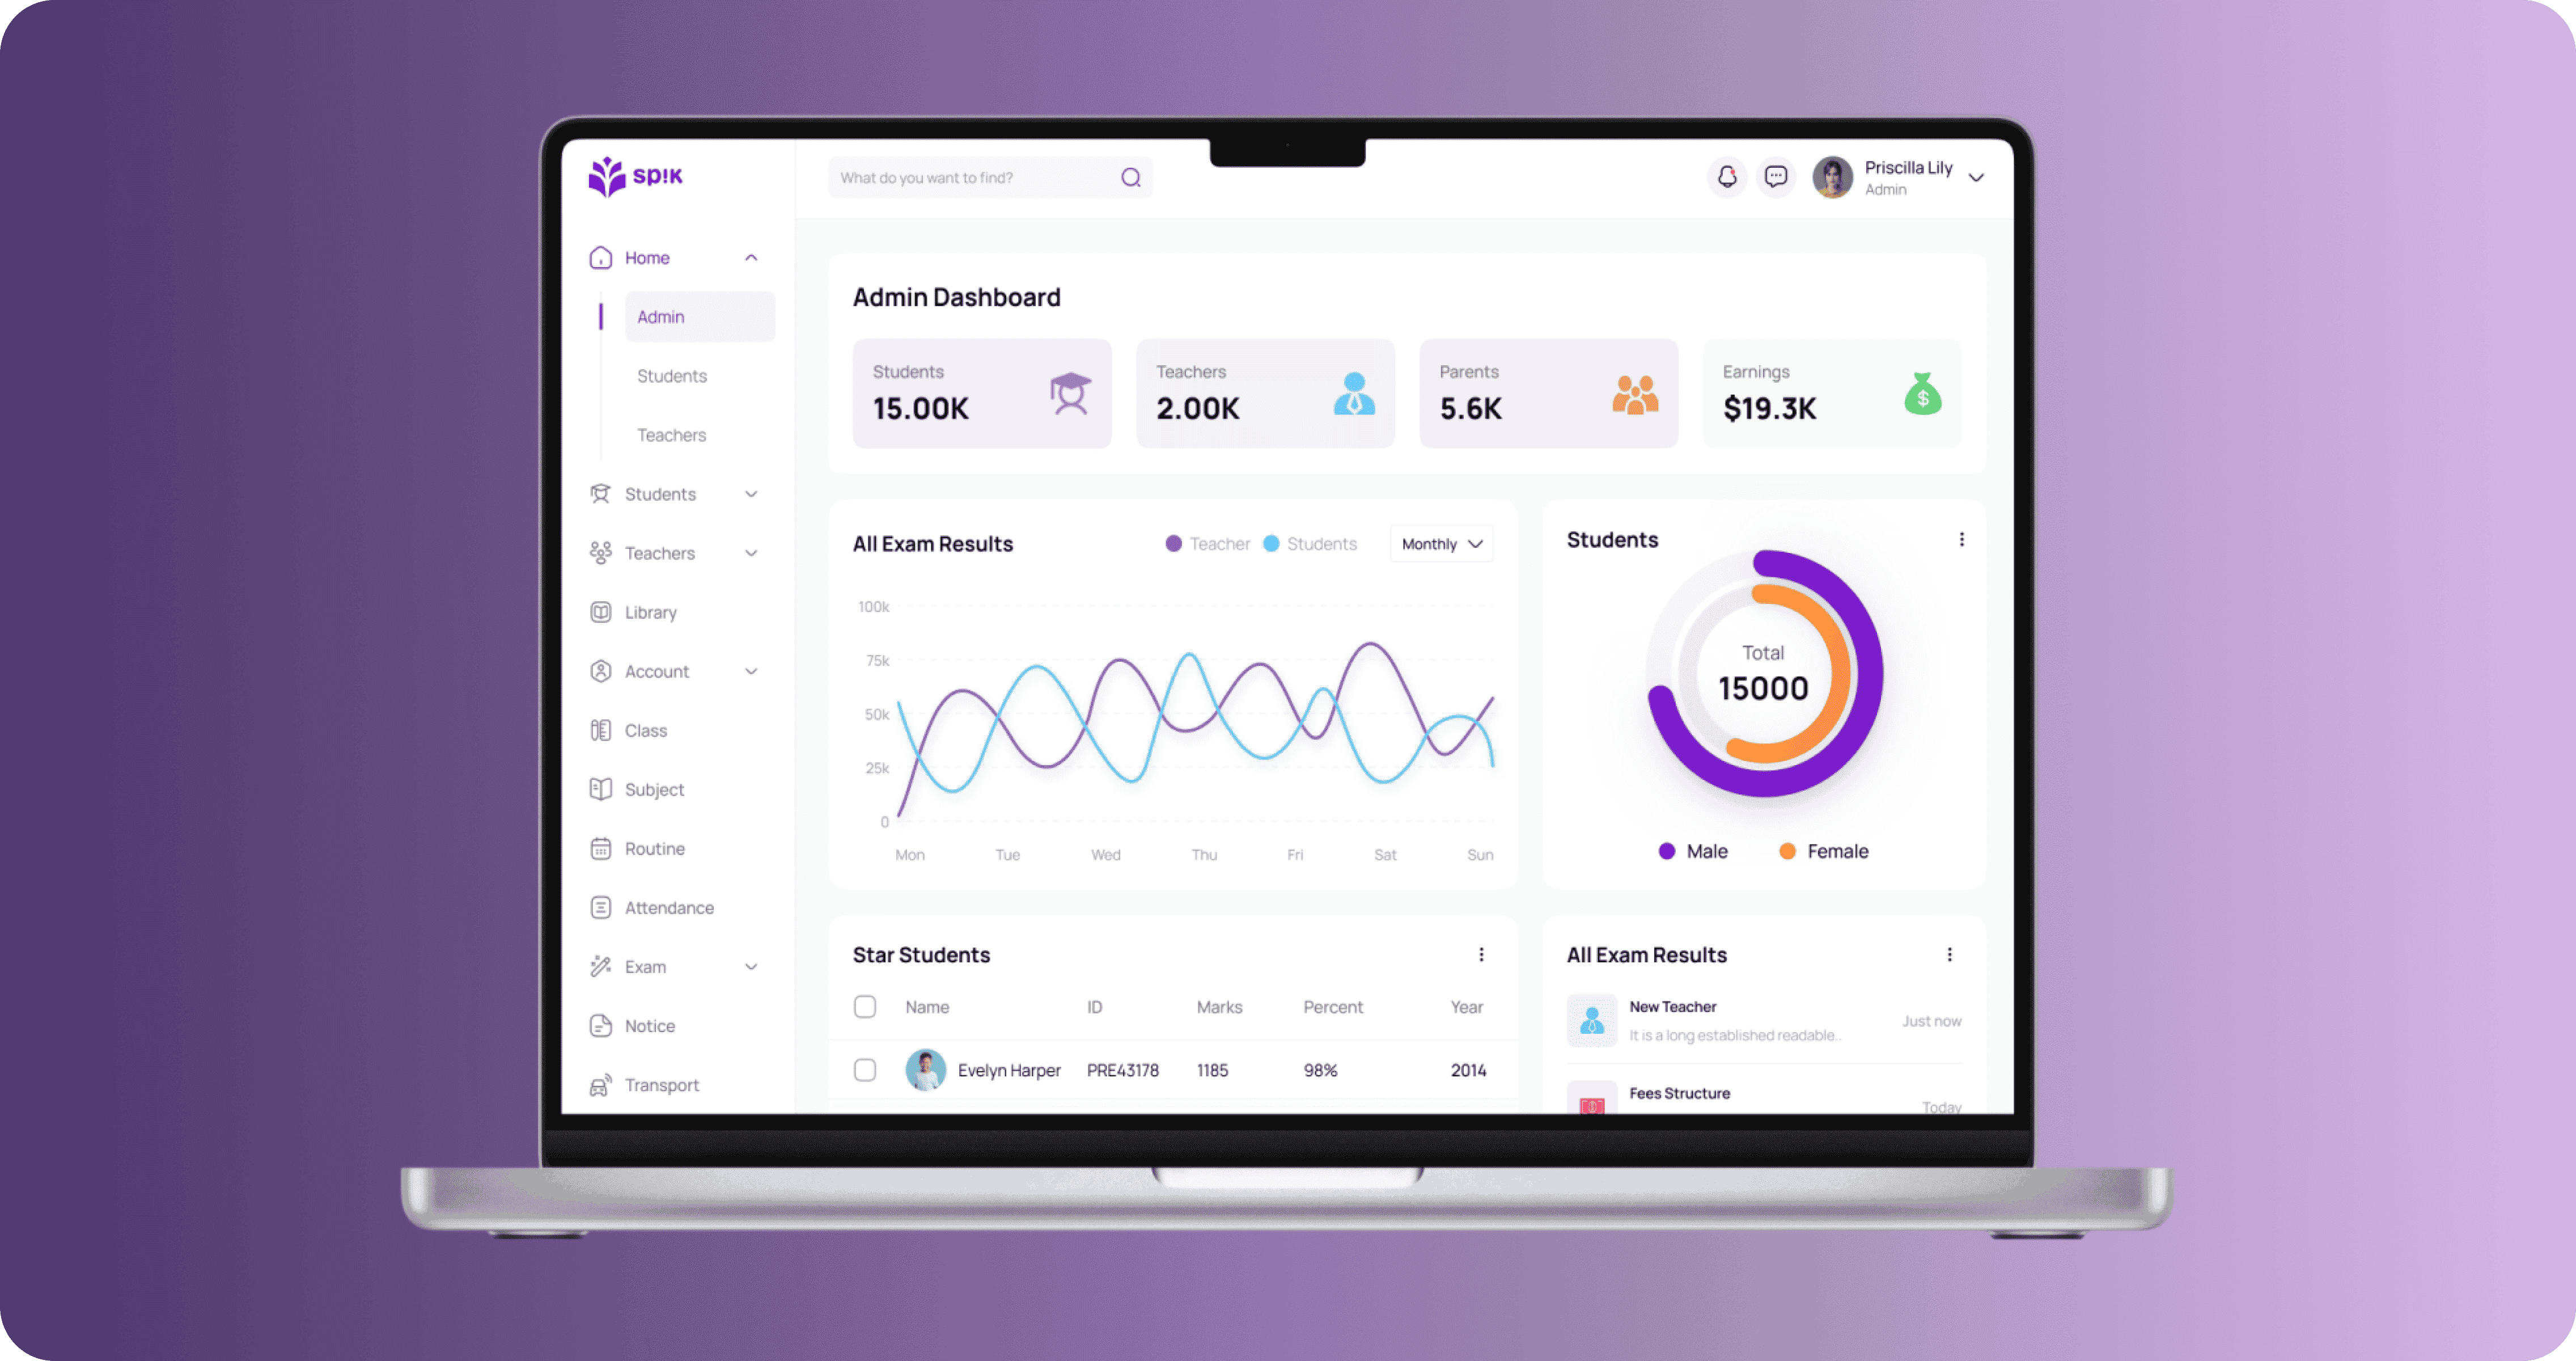 sp!k
What do you want to find?
Priscilla Lily
Admin
Home
Admin
Students
Teachers
Students
Teachers
Library
Account
Class
Subject
Routine
Attendance
Exam
Notice
Transport
Admin Dashboard
Students
15.00K
Teachers
2.00K
Parents
5.6K
Earnings
$19.3K
$
All Exam Results
Teacher
Students
Monthly
100k
75k
50k
25k
0
Mon Tue Wed Thu Fri Sat Sun
Students
Total
15000
Male
Female
Star Students
Name ID Marks Percent Year
Evelyn Harper PRE43178 1185 98% 2014
All Exam Results
New Teacher
It is a long established readable..
Just now
Fees Structure
Today